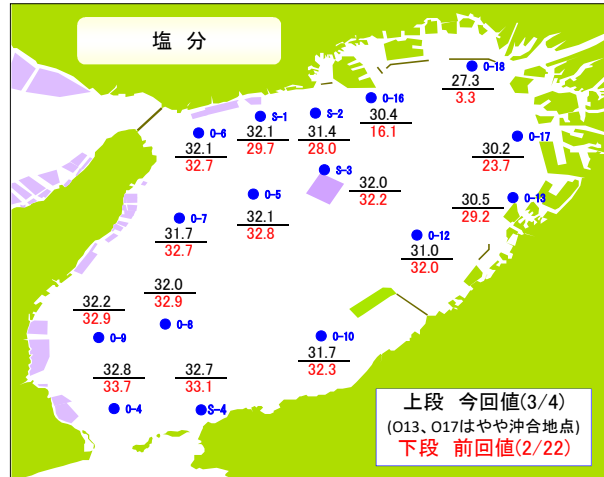 塩 分
O-18
27.3
3.3
O-16
30.4
16.1
S-1
32.1
29.7
S-2
31.4
28.0
O-6
32.1
32.7
O-17
30.2
23.7
S-3
32.0
32.2
O-5
32.1
32.8
O-13
30.5
29.2
O-7
31.7
32.7
O-12
31.0
32.0
32.0
32.9
O-8
32.2
32.9
O-9
O-10
31.7
32.3
32.8
33.7
O-4
32.7
33.1
S-4
上段 今回値(3/4)
(O13、O17はやや沖合地点)
下段 前回値(2/22)